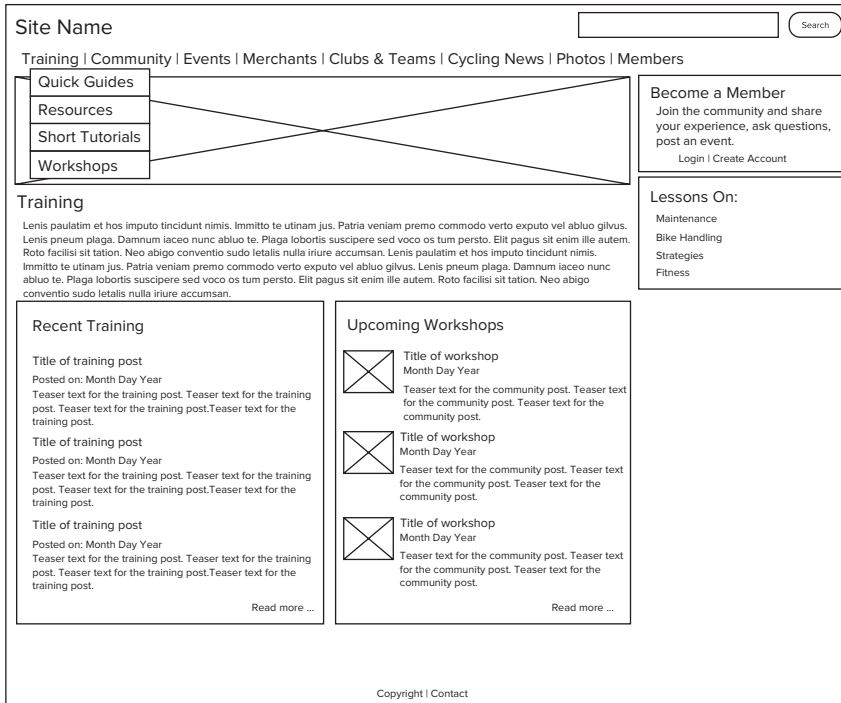 Site Name
Search
Training | Community | Events | Merchants | Clubs & Teams | Cycling News | Photos | Members
Quick Guides
Resources
Short Tutorials
Workshops
Become a Member
Join the community and share
your experience, ask questions,
post an event.
Login | Create Account
Lessons On:
Maintenance
Bike Handling
Strategies
Fitness
Training
Lenis paulatim et hos imputo tincidunt nimis. Immitto te utinam jus. Patria veniam premo commodo verto exputo vel abluo gilvus.
Lenis pneum plaga. Damnum iaceo nunc abluo te. Plaga lobortis suscipere sed voco os tum persto. Elit pagus sit enim ille autem.
Roto facilisi sit tation. Neo abigo conventio sudo letalis nulla iriure accumsan. Lenis paulatim et hos imputo tincidunt nimis.
Immitto te utinam jus. Patria veniam premo commodo verto exputo vel abluo gilvus. Lenis pneum plaga. Damnum iaceo nunc
abluo te. Plaga lobortis suscipere sed voco os tum persto. Elit pagus sit enim ille autem. Roto facilisi sit tation. Neo abigo
conventio sudo letalis nulla iriure accumsan.
Recent Training
Title of training post
Posted on: Month Day Year
Teaser text for the training post. Teaser text for the training
post. Teaser text for the training post.Teaser text for the
training post.
Title of training post
Posted on: Month Day Year
Teaser text for the training post. Teaser text for the training
post. Teaser text for the training post.Teaser text for the
training post.
Title of training post
Posted on: Month Day Year
Teaser text for the training post. Teaser text for the training
post. Teaser text for the training post.Teaser text for the
training post.
Read more ...
Upcoming Workshops
Title of workshop
Month Day Year
Teaser text for the community post. Teaser text
for the community post. Teaser text for the
community post.
Title of workshop
Month Day Year
Teaser text for the community post. Teaser text
for the community post. Teaser text for the
community post.
Title of workshop
Month Day Year
Teaser text for the community post. Teaser text
for the community post. Teaser text for the
community post.
Read more ...
Copyright | Contact